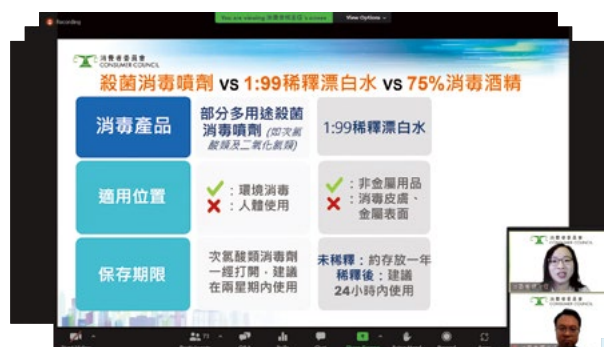 Recording
You are viewing
View Options
消費者委員會
CONSUMER COUNCIL
殺菌消毒噴劑 VS 1:99稀釋漂白水 VS 75%消毒酒精
消毒產品
部分多用途殺菌
消毒噴劑 (即次氯
酸類及二氧化氯類)
1:99稀釋漂白水
適用位置
✓：環境消毒
✗：人體使用
✓：非金屬用品
✗：消毒皮膚、
金屬表面
保存期限
次氯酸類消毒劑
一經打開，建議
在兩星期內使用
未稀釋：約存放一年
稀釋後：建議
24小時內使用
消費者委員會
CONSUMER COUNCIL
消費者委員會
CONSUMER COUNCIL